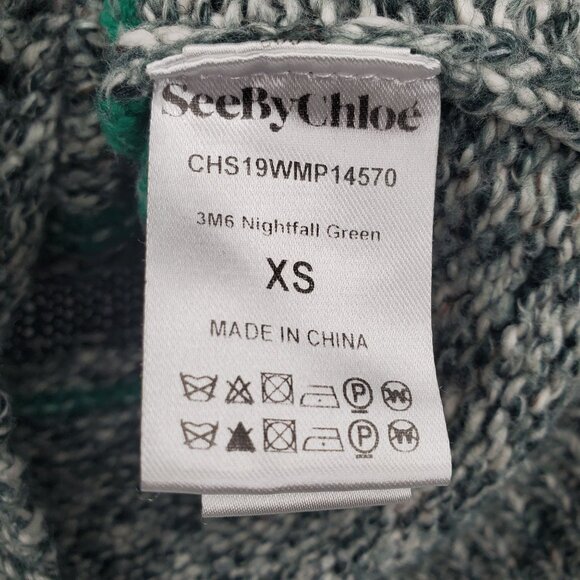 SeeByChloé
CHS19WMP14570
3M6 Nightfall Green
XS
MADE IN CHINA
P W
P W